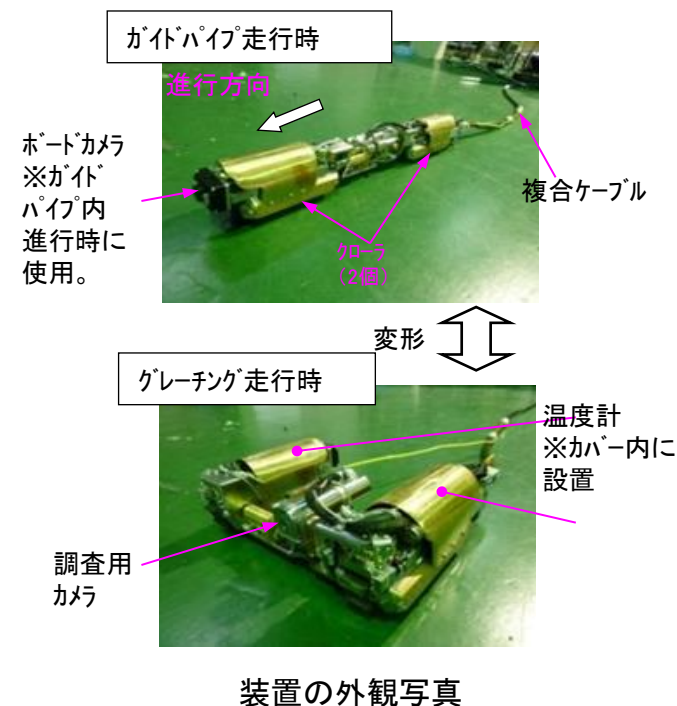 ｶﾞｲﾄﾞﾊﾟｲﾌﾟ走行時
進行方向
ﾎﾞｰﾄﾞｶﾒﾗ
※ｶﾞｲﾄﾞ
ﾊﾟｲﾌﾟ内
進行時に
使用。
複合ｹｰﾌﾞﾙ
ｸﾛｰﾗ
(2個)
変形
ｸﾞﾚｰﾁﾝｸﾞ走行時
温度計
※ｶﾊﾞｰ内に
設置
調査用
ｶﾒﾗ
装置の外観写真